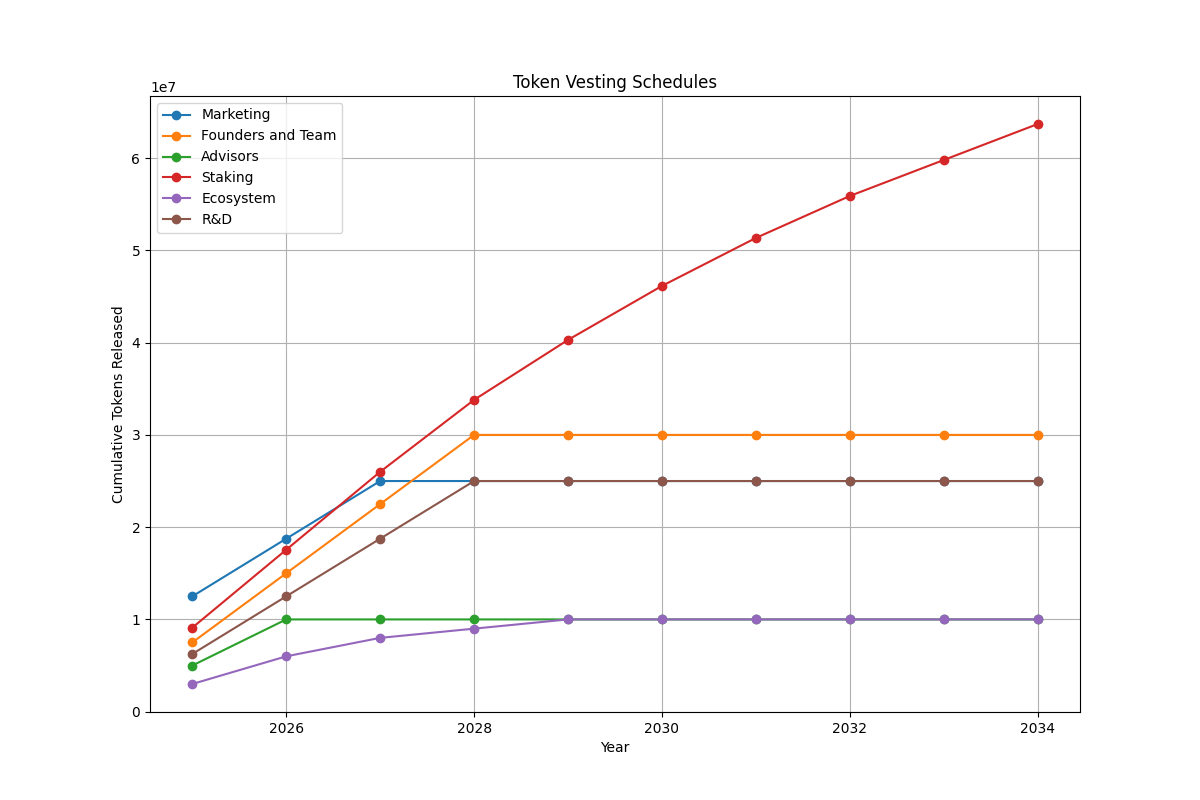 Token Vesting Schedules
1e7
Marketing
Founders and Team
Advisors
Staking
Ecosystem
R&D
6
5
4
3
2
1
0
Cumulative Tokens Released
2026
2028
2030
2032
2034
Year